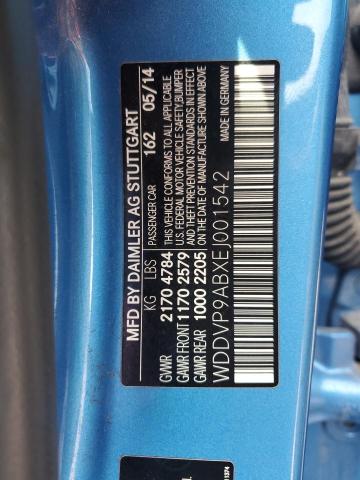 MFD BY DAIMLER AG STUTTGART
KG LBS PASSENGER CAR 162 05/14
GVWR 2170 4784 THIS VEHICLE CONFORMS TO ALL APPLICABLE
GAWR FRONT 1170 2579 U.S. FEDERAL MOTOR VEHICLE SAFETY, BUMPER
GAWR REAR 1000 2205 AND THEFT PREVENTION STANDARDS IN EFFECT
ON DATE OF MANUFACTURE SHOWN ABOVE
WDDVP9ABXEJ001542 MADE IN GERMANY